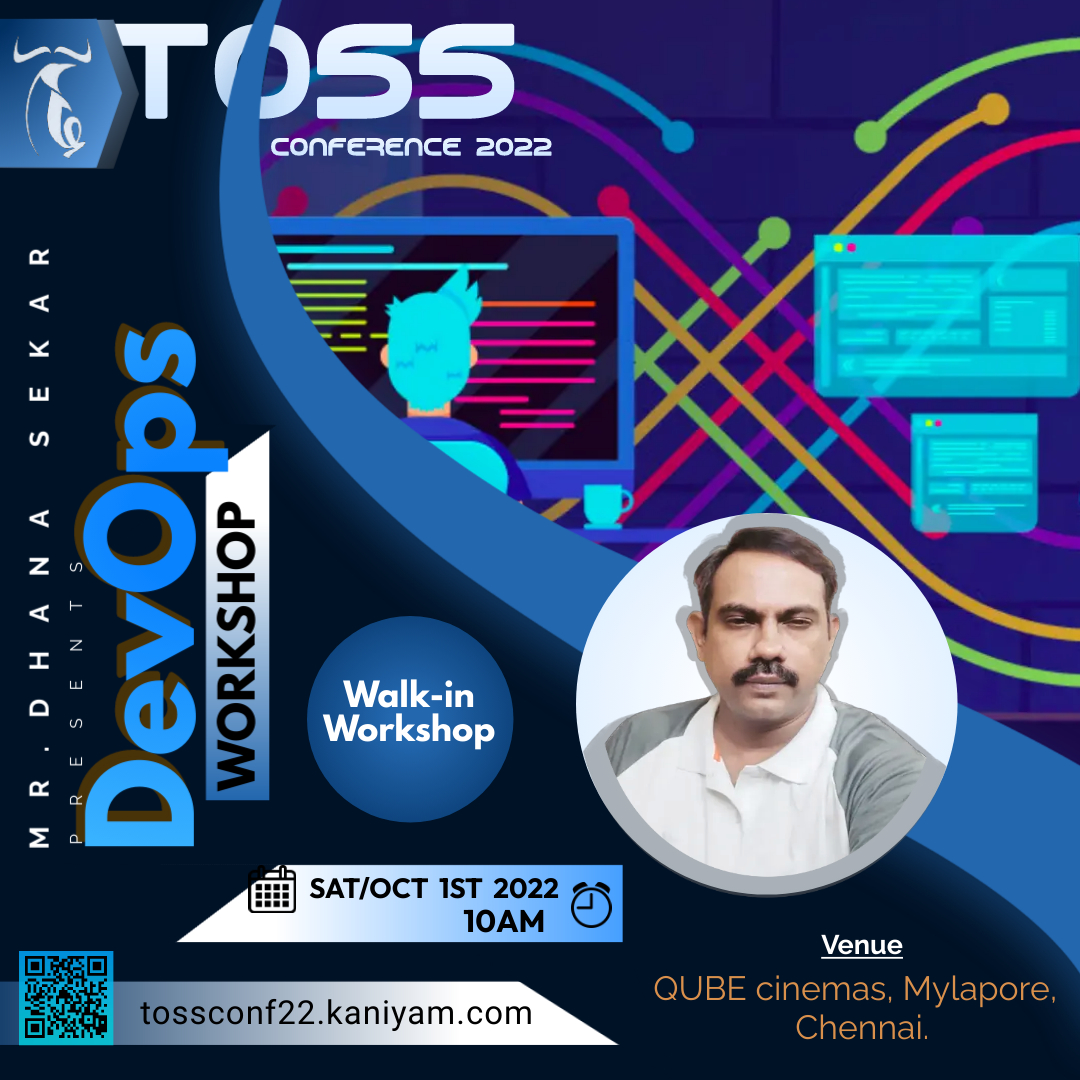 TOSS
CONFERENCE 2022
MR. DHANA SEKAR
PRESENTS
DevOps
WORKSHOP
Walk-in
Workshop
SAT/OCT 1ST 2022
10AM
Venue
QUBE cinemas, Mylapore,
Chennai.
tossconf22.kaniyam.com